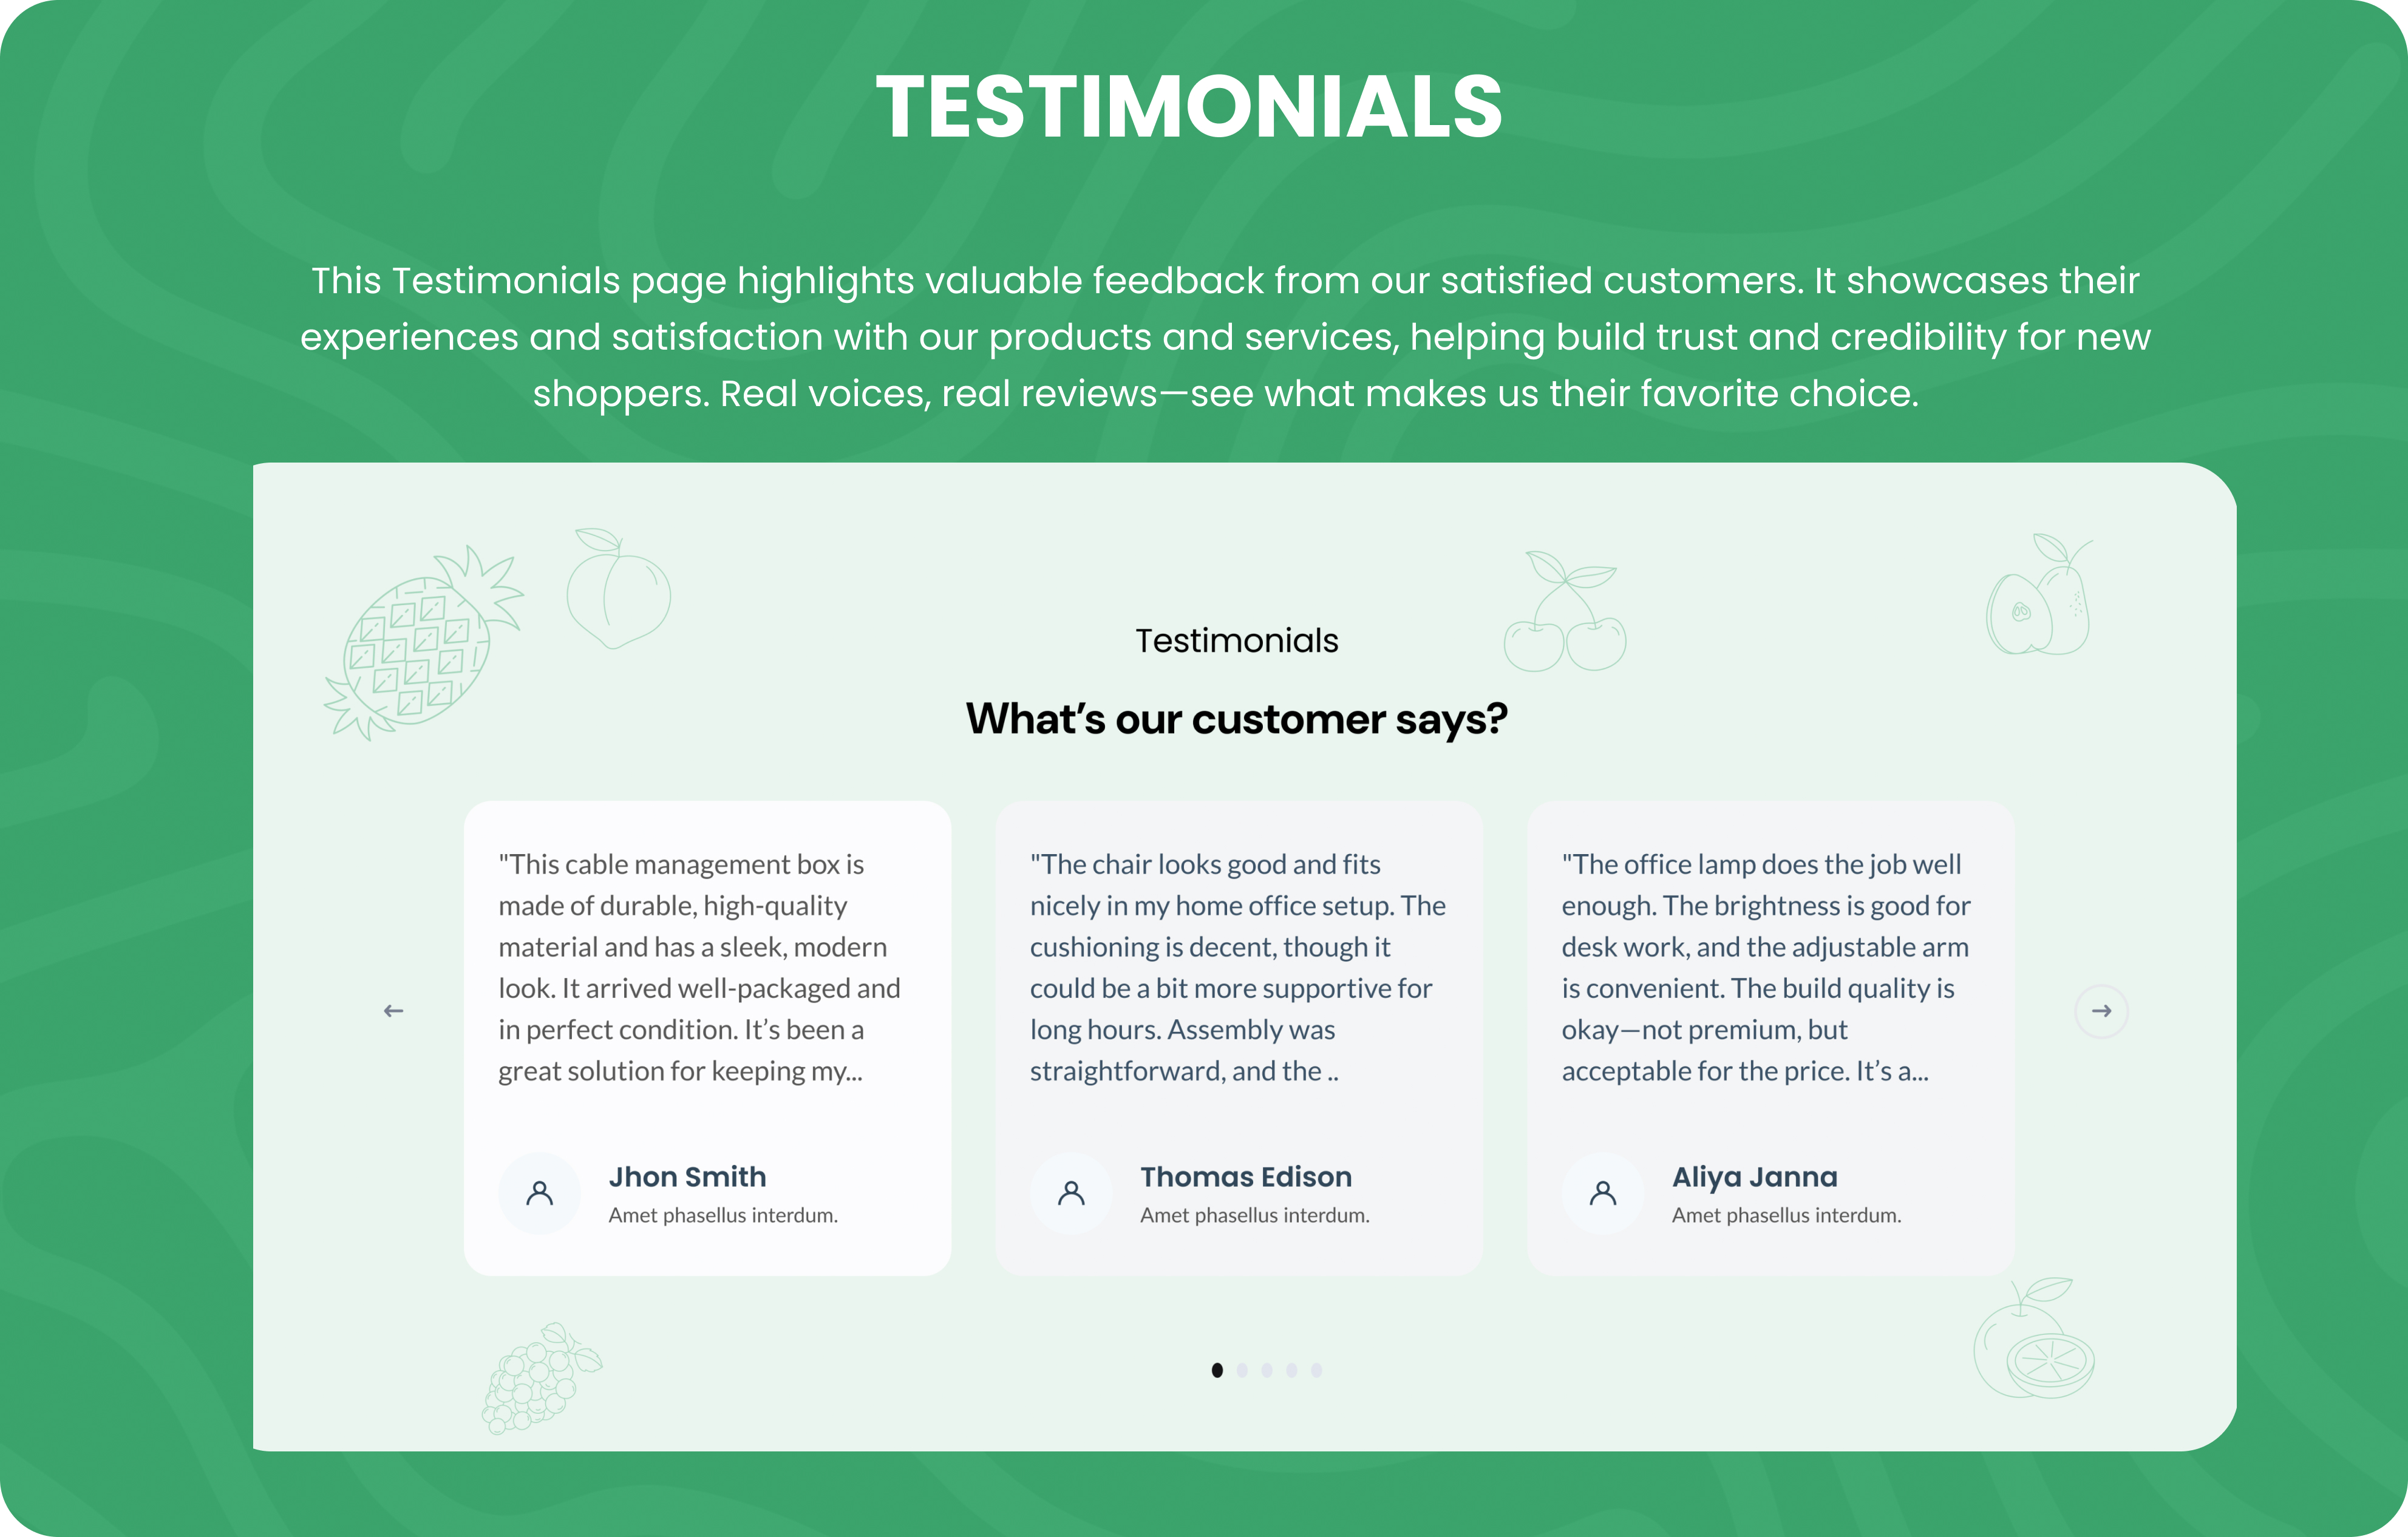 TESTIMONIALS
This Testimonials page highlights valuable feedback from our satisfied customers. It showcases their
experiences and satisfaction with our products and services, helping build trust and credibility for new
shoppers. Real voices, real reviews—see what makes us their favorite choice.
Testimonials
What’s our customer says?
"This cable management box is
made of durable, high-quality
material and has a sleek, modern
look. It arrived well-packaged and
in perfect condition. It’s been a
great solution for keeping my...
Jhon Smith
Amet phasellus interdum.
"The chair looks good and fits
nicely in my home office setup. The
cushioning is decent, though it
could be a bit more supportive for
long hours. Assembly was
straightforward, and the ..
Thomas Edison
Amet phasellus interdum.
"The office lamp does the job well
enough. The brightness is good for
desk work, and the adjustable arm
is convenient. The build quality is
okay—not premium, but
acceptable for the price. It’s a...
Aliya Janna
Amet phasellus interdum.